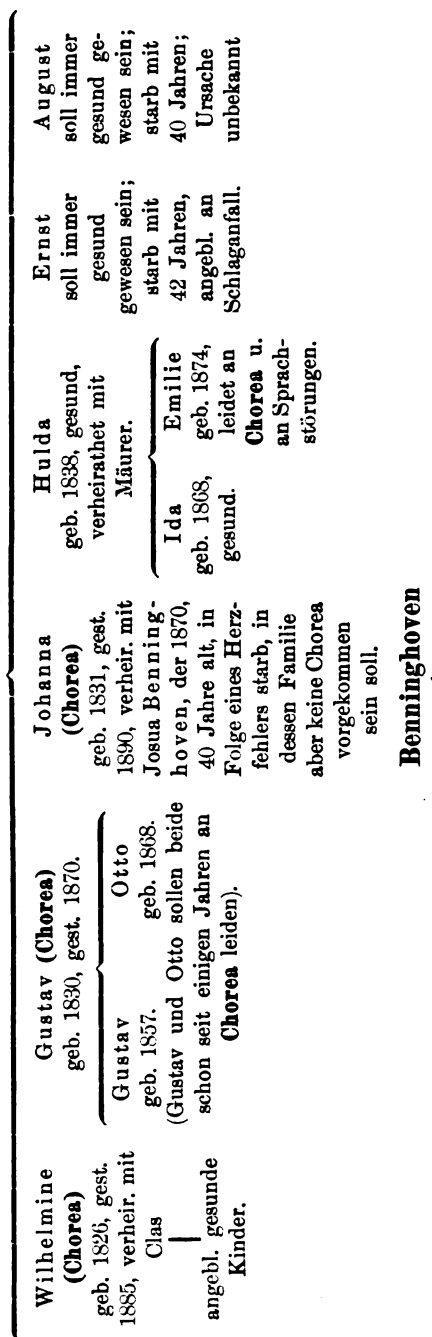 Wilhelmine
(Chorea)
geb. 1826, gest.
1885, verheir. mit
Clas
angebl. gesunde
Kinder.
Gustav (Chorea)
geb. 1830, gest. 1870.
Gustav
geb. 1857.
Otto
geb. 1868.
(Gustav und Otto sollen beide
schon seit einigen Jahren an
Chorea leiden).
Johanna
(Chorea)
geb. 1831, gest.
1890, verheir. mit
Josua Benning-
hoven, der 1870,
40 Jahre alt, in
Folge eines Herz-
fehlers starb, in
dessen Familie
aber keine Chorea
vorgekommen
sein soll.
Benninghoven
Hulda
geb. 1838, gesund,
verheirathet mit
Mäurer.
Ida
geb. 1868,
gesund.
Emilie
geb. 1874,
leidet an
Chorea u.
an Sprach-
störungen.
Ernst
soll immer
gesund
gewesen sein;
starb mit
42 Jahren,
angebl. an
Schlaganfall.
August
soll immer
gesund ge-
wesen sein;
starb mit
40 Jahren;
Ursache
unbekannt